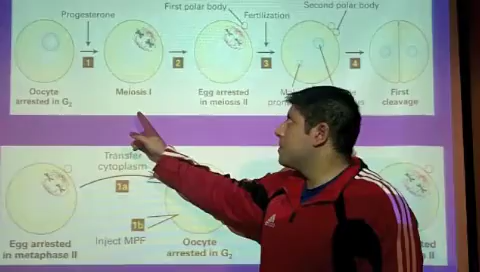 First polar body
Second polar body
Progesterone
Fertilization
1
2
3
4
Oocyte
arrested in G2
Meiosis I
Egg arrested
in meiosis II
First
cleavage
Transfer
cytoplasm
1a
1b
Egg arrested
in metaphase II
Inject MPF
Oocyte
arrested in G2